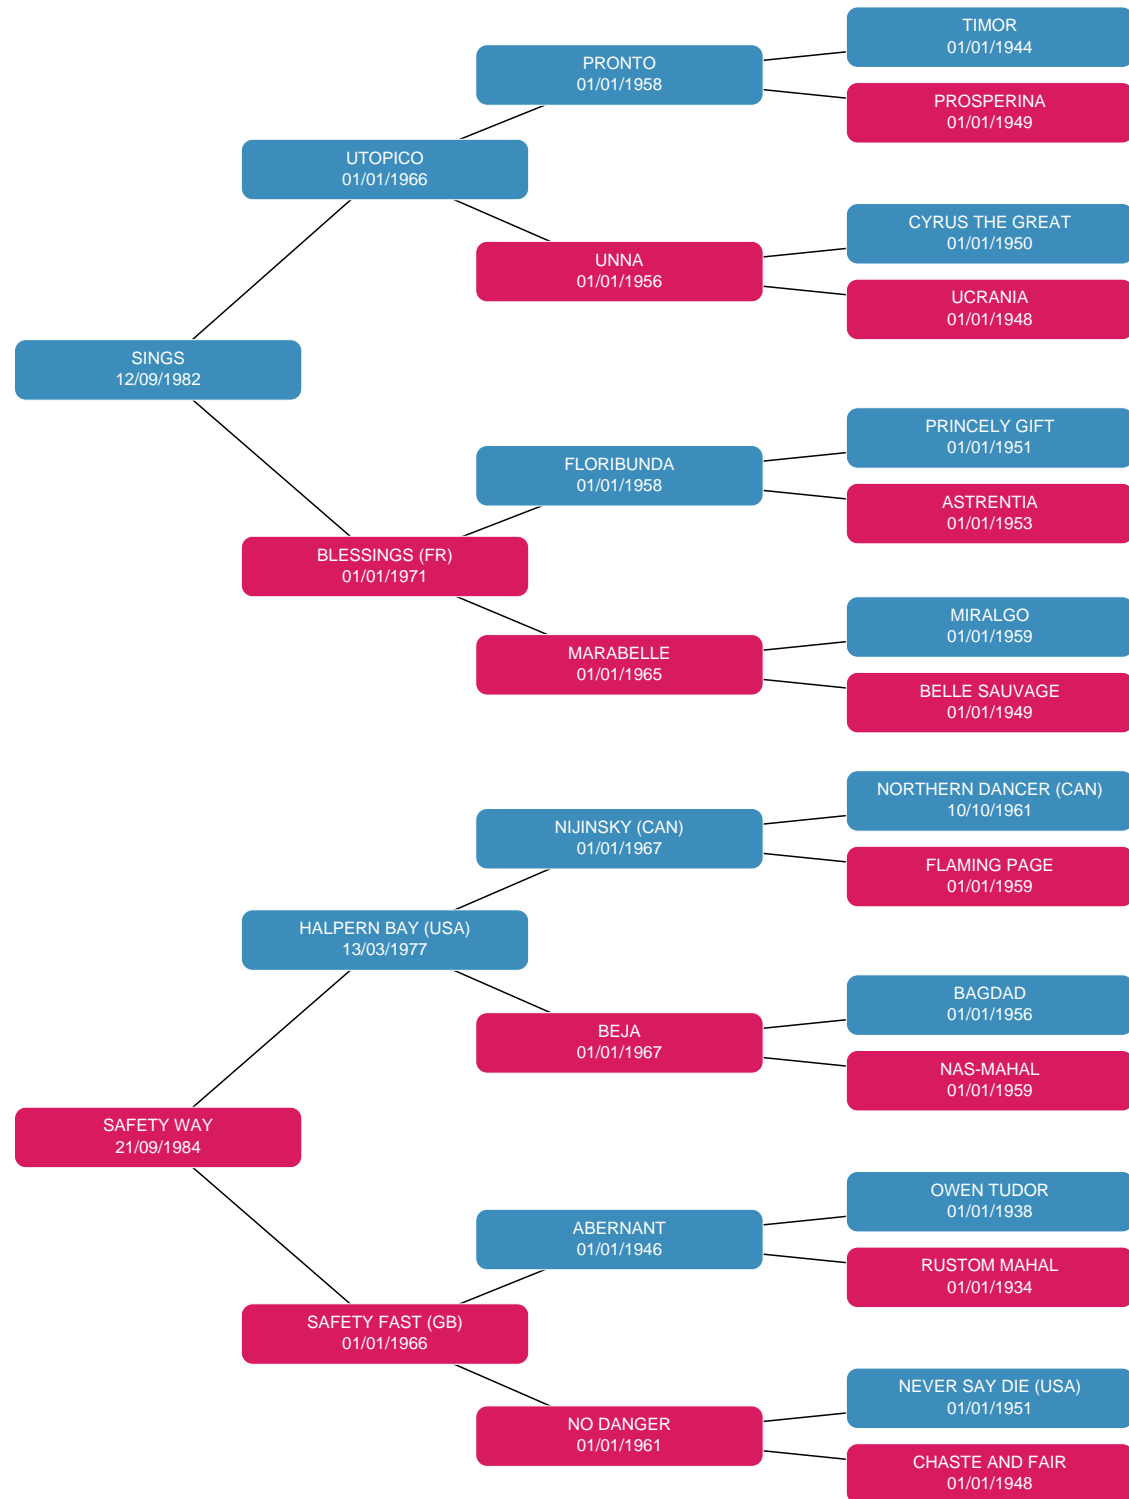 TIMOR
01/01/1944
PRONTO
01/01/1958
PROSPERINA
01/01/1949
UTOPICO
01/01/1966
CYRUS THE GREAT
01/01/1950
UNNA
01/01/1956
UCRANIA
01/01/1948
SINGS
12/09/1982
PRINCELY GIFT
01/01/1951
FLORIBUNDA
01/01/1958
ASTRENTIA
01/01/1953
BLESSINGS (FR)
01/01/1971
MIRALGO
01/01/1959
MARABELLE
01/01/1965
BELLE SAUVAGE
01/01/1949
NORTHERN DANCER (CAN)
10/10/1961
NIJINSKY (CAN)
01/01/1967
FLAMING PAGE
01/01/1959
HALPERN BAY (USA)
13/03/1977
BAGDAD
01/01/1956
BEJA
01/01/1967
NAS-MAHAL
01/01/1959
SAFETY WAY
21/09/1984
OWEN TUDOR
01/01/1938
ABERNANT
01/01/1946
RUSTOM MAHAL
01/01/1934
SAFETY FAST (GB)
01/01/1966
NEVER SAY DIE (USA)
01/01/1951
NO DANGER
01/01/1961
CHASTE AND FAIR
01/01/1948